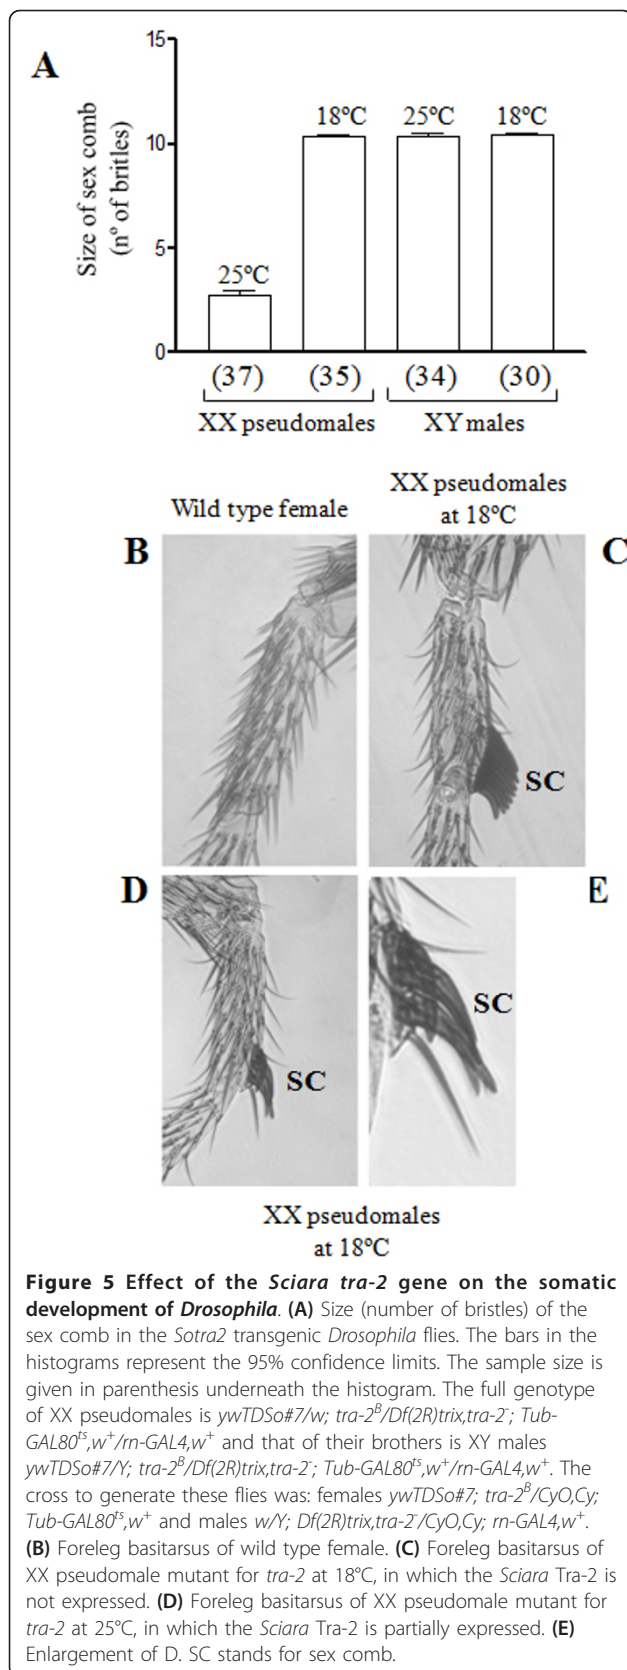 A
Size of sex comb
(nº of britles)
15
10
5
0
25ºC
18ºC
25ºC
18ºC
(37) (35) (34) (30)
XX pseudomales XY males
Wild type female
XX pseudomales
at 18ºC
B
C
SC
D
E
SC
SC
XX pseudomales
at 18ºC
Figure 5 Effect of the Sciara tra-2 gene on the somatic
development of Drosophila. (A) Size (number of bristles) of the
sex comb in the Sotra2 transgenic Drosophila flies. The bars in the
histograms represent the 95% confidence limits. The sample size is
given in parenthesis underneath the histogram. The full genotype
of XX pseudomales is ywTDSo#7/w; tra-2ᴮ/Df(2R)trix,tra-2⁻; Tub-
GAL80ᵗˢ,w⁺/rn-GAL4,w⁺ and that of their brothers is XY males
ywTDSo#7/Y; tra-2ᴮ/Df(2R)trix,tra-2⁻; Tub-GAL80ᵗˢ,w⁺/rn-GAL4,w⁺. The
cross to generate these flies was: females ywTDSo#7; tra-2ᴮ/CyO,Cy;
Tub-GAL80ᵗˢ,w⁺ and males w/Y; Df(2R)trix,tra-2⁻/CyO,Cy; rn-GAL4,w⁺.
(B) Foreleg basitarsus of wild type female. (C) Foreleg basitarsus of
XX pseudomale mutant for tra-2 at 18°C, in which the Sciara Tra-2 is
not expressed. (D) Foreleg basitarsus of XX pseudomale mutant for
tra-2 at 25°C, in which the Sciara Tra-2 is partially expressed. (E)
Enlargement of D. SC stands for sex comb.